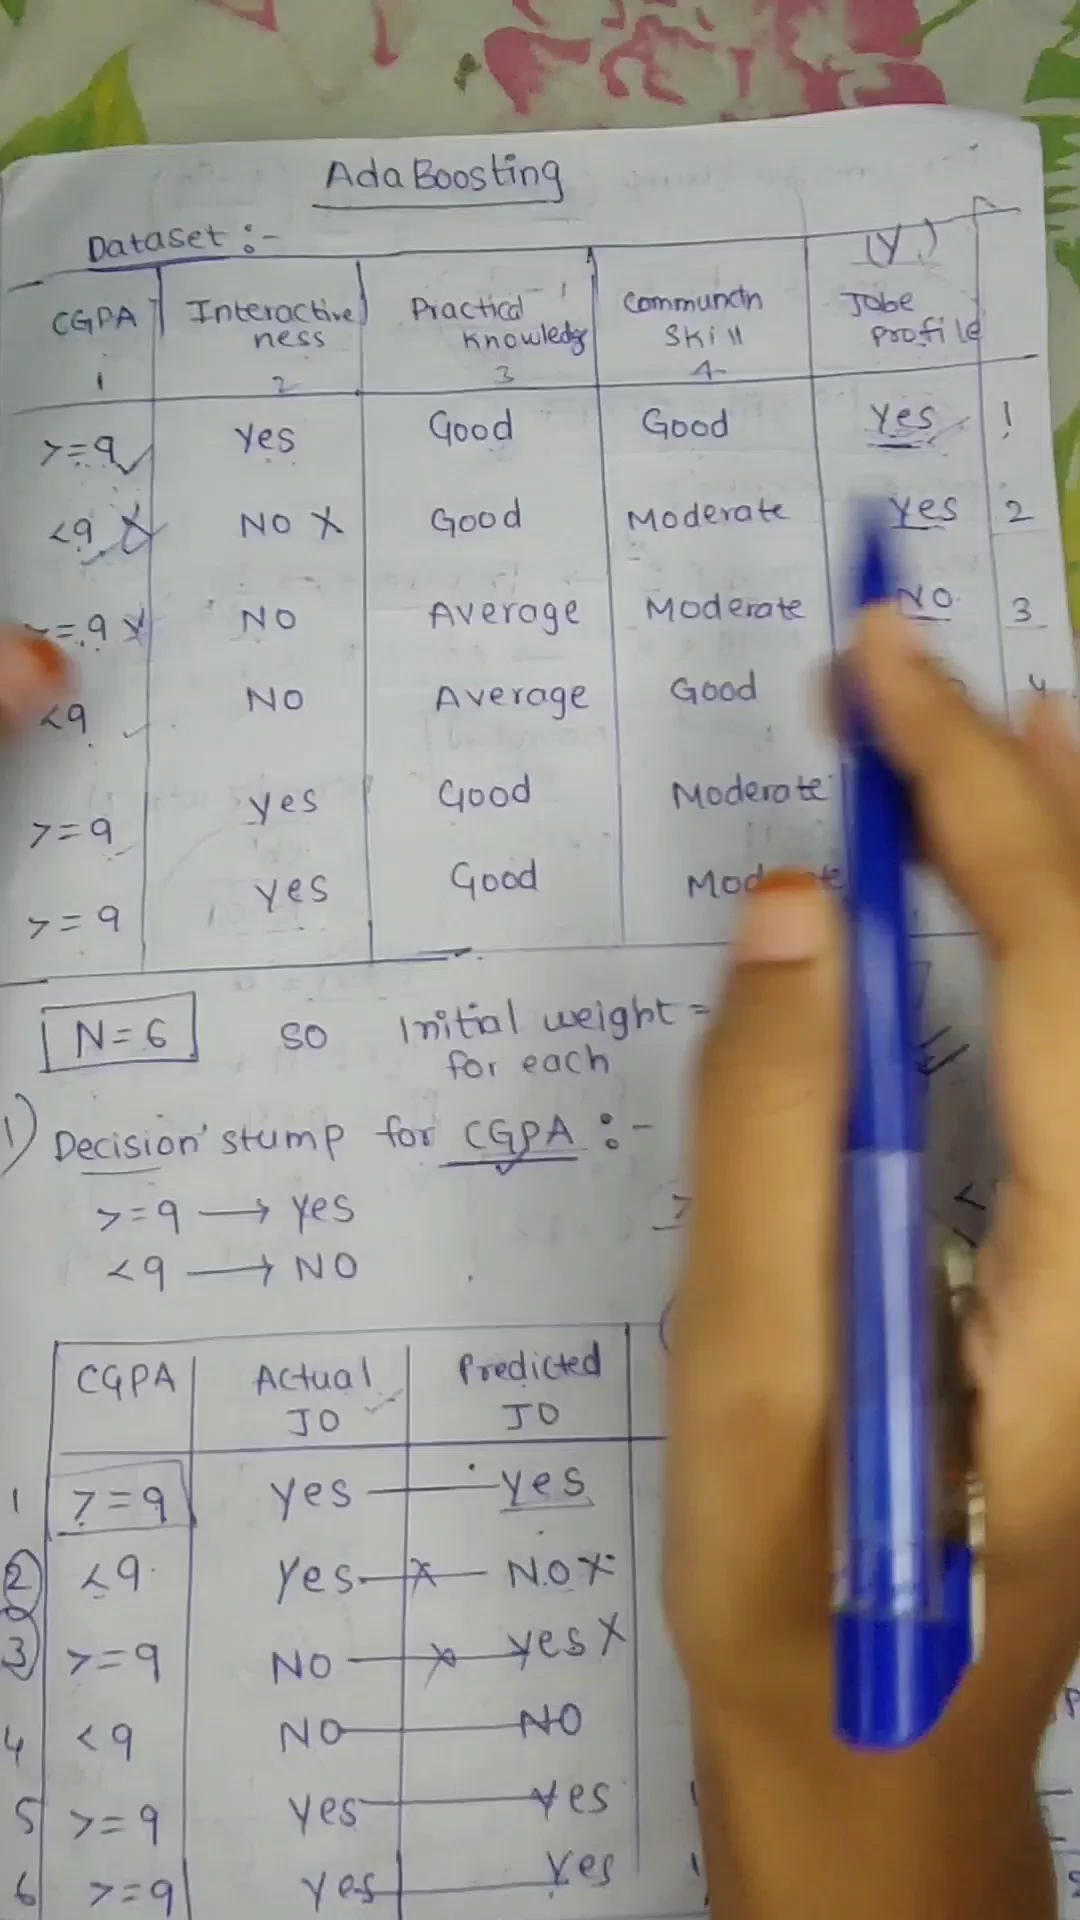 AdaBoosting
Dataset :-
(Y)
CGPA Interactive ness Practical Knowledge Communctn Skill Jobe Profile
1 2 3 4
>=9 Yes Good Good Yes 1
<9 X NO X Good Moderate Yes 2
=9 X NO Average Moderate NO 3
<9 NO Average Good 4
>=9 Yes Good Moderate
>=9 Yes Good
N=6 SO Initial weight =
for each
1) Decision stump for CGPA :-
>=9 → Yes
<9 → NO
CGPA Actual JO Predicted JO
1 >=9 Yes Yes
2 <9 Yes X NO X
3 >=9 NO X Yes X
4 <9 NO NO
5 >=9 Yes Yes
6 >=9 Yes Yes